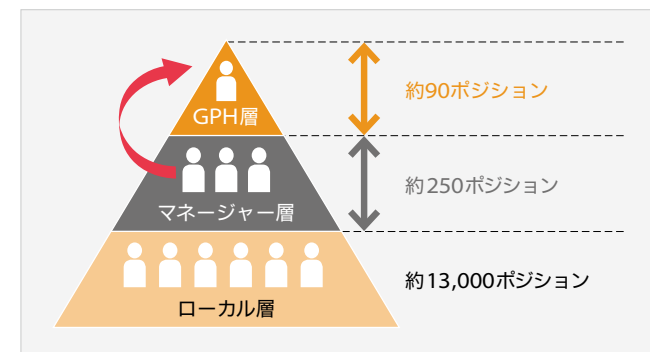 約90ポジション
GPH層
約250ポジション
マネージャー層
約13,000ポジション
ローカル層